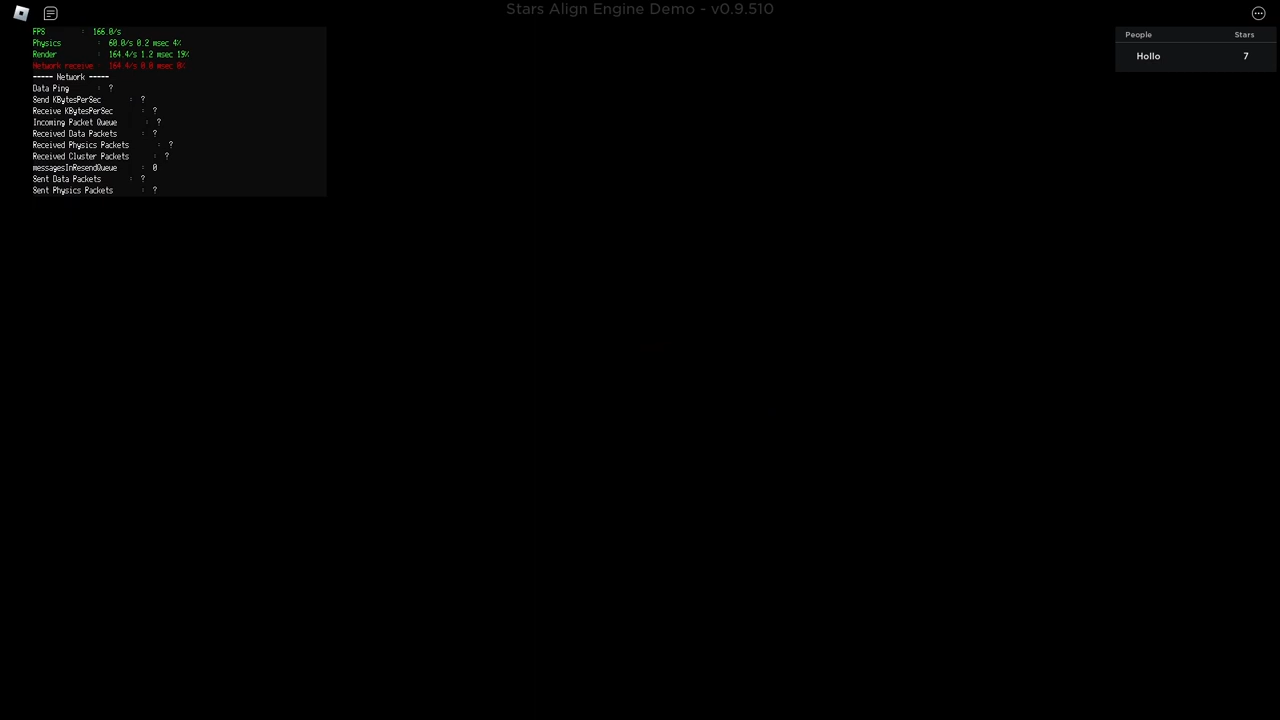 Stars Align Engine Demo - v0.9.510
FPS : 166.0/s
Physics : 60.0/s 0.2 msec 4%
Render : 164.4/s 1.2 msec 19%
Network receive : 164.4/s 0.0 msec 0%
----- Network -----
Data Ping : ?
Send KBytesPerSec : ?
Receive KBytesPerSec : ?
Incoming Packet Queue : ?
Received Data Packets : ?
Received Physics Packets : ?
Received Cluster Packets : ?
messagesInResendQueue : 0
Sent Data Packets : ?
Sent Physics Packets : ?
People Stars
Hollo 7